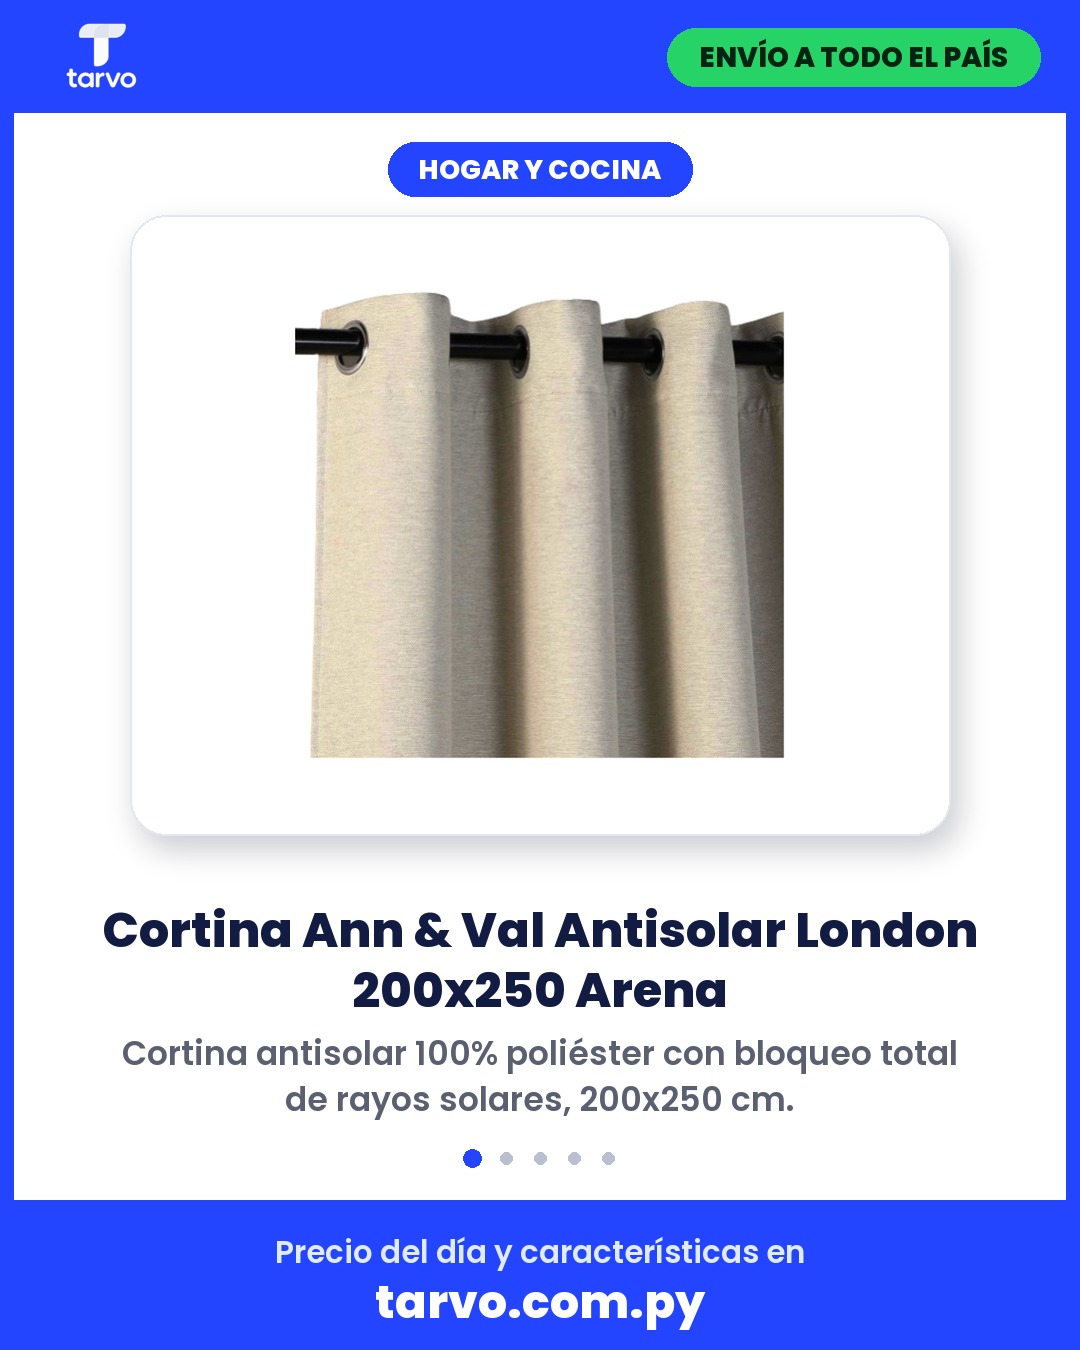 tarvo
ENVÍO A TODO EL PAÍS
HOGAR Y COCINA
Cortina Ann & Val Antisolar London
200x250 Arena
Cortina antisolar 100% poliéster con bloqueo total
de rayos solares, 200x250 cm.
Precio del día y características en
tarvo.com.py